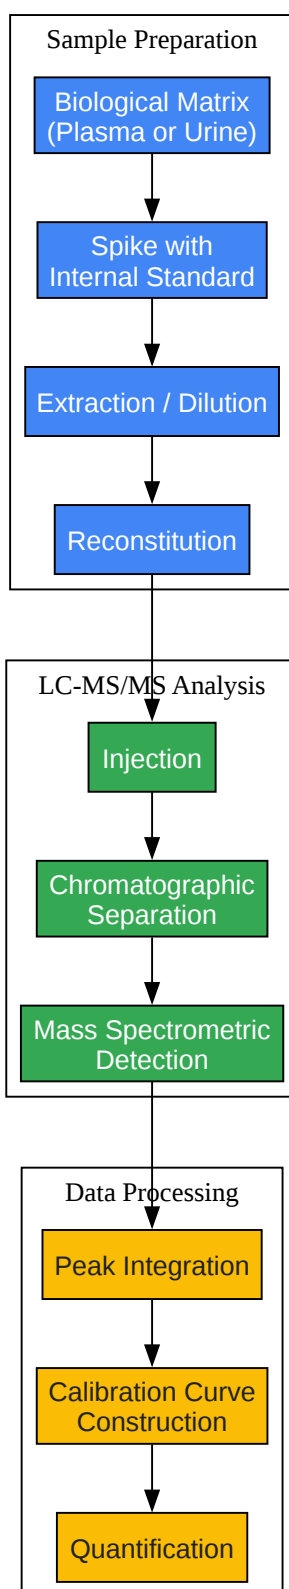 Sample Preparation
Biological Matrix
(Plasma or Urine)
Spike with
Internal Standard
Extraction / Dilution
Reconstitution
LC-MS/MS Analysis
Injection
Chromatographic
Separation
Mass Spectrometric
Detection
Data Processing
Peak Integration
Calibration Curve
Construction
Quantification